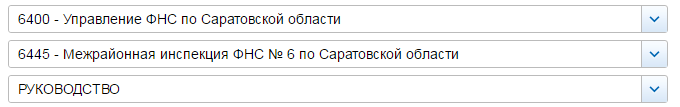 6400 - Управление ФНС по Саратовской области
6445 - Межрайонная инспекция ФНС № 6 по Саратовской области
РУКОВОДСТВО